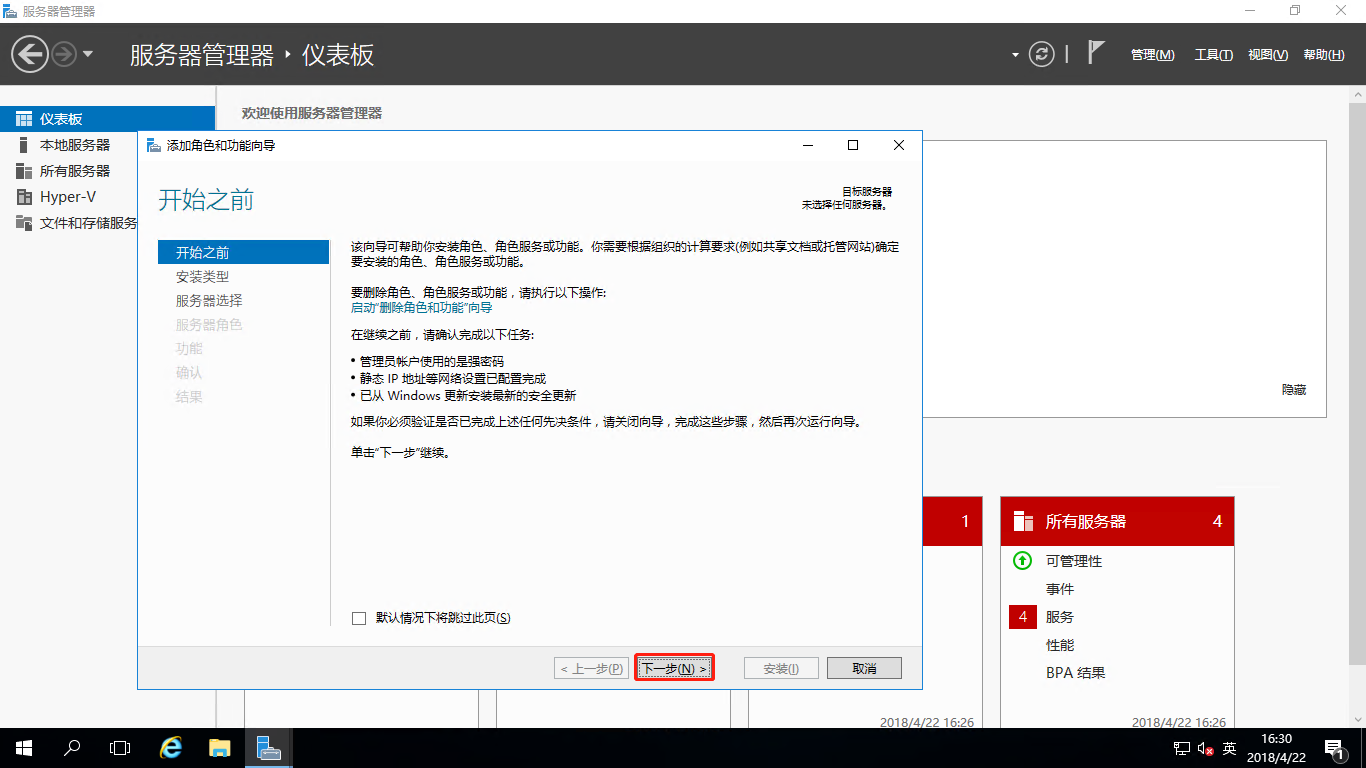 服务器管理器
服务器管理器 ‣ 仪表板
管理(M) 工具(T) 视图(V) 帮助(H)
仪表板
本地服务器
所有服务器
Hyper-V
文件和存储服务
欢迎使用服务器管理器
隐藏
添加角色和功能向导
开始之前
目标服务器
未选择任何服务器。
开始之前
安装类型
服务器选择
服务器角色
功能
确认
结果
该向导可帮助你安装角色、角色服务或功能。你需要根据组织的计算要求(例如共享文档或托管网站)确定
要安装的角色、角色服务或功能。
要删除角色、角色服务或功能，请执行以下操作:
启动“删除角色和功能”向导
在继续之前，请确认完成以下任务:
• 管理员帐户使用的是强密码
• 静态 IP 地址等网络设置已配置完成
• 已从 Windows 更新安装最新的安全更新
如果你必须验证是否已完成上述任何先决条件，请关闭向导，完成这些步骤，然后再次运行向导。
单击“下一步”继续。
默认情况下将跳过此页(S)
< 上一步(P) 下一步(N) > 安装(I) 取消
1
所有服务器 4
可管理性
事件
4 服务
性能
BPA 结果
2018/4/22 16:26
2018/4/22 16:26
英
16:30
2018/4/22
1